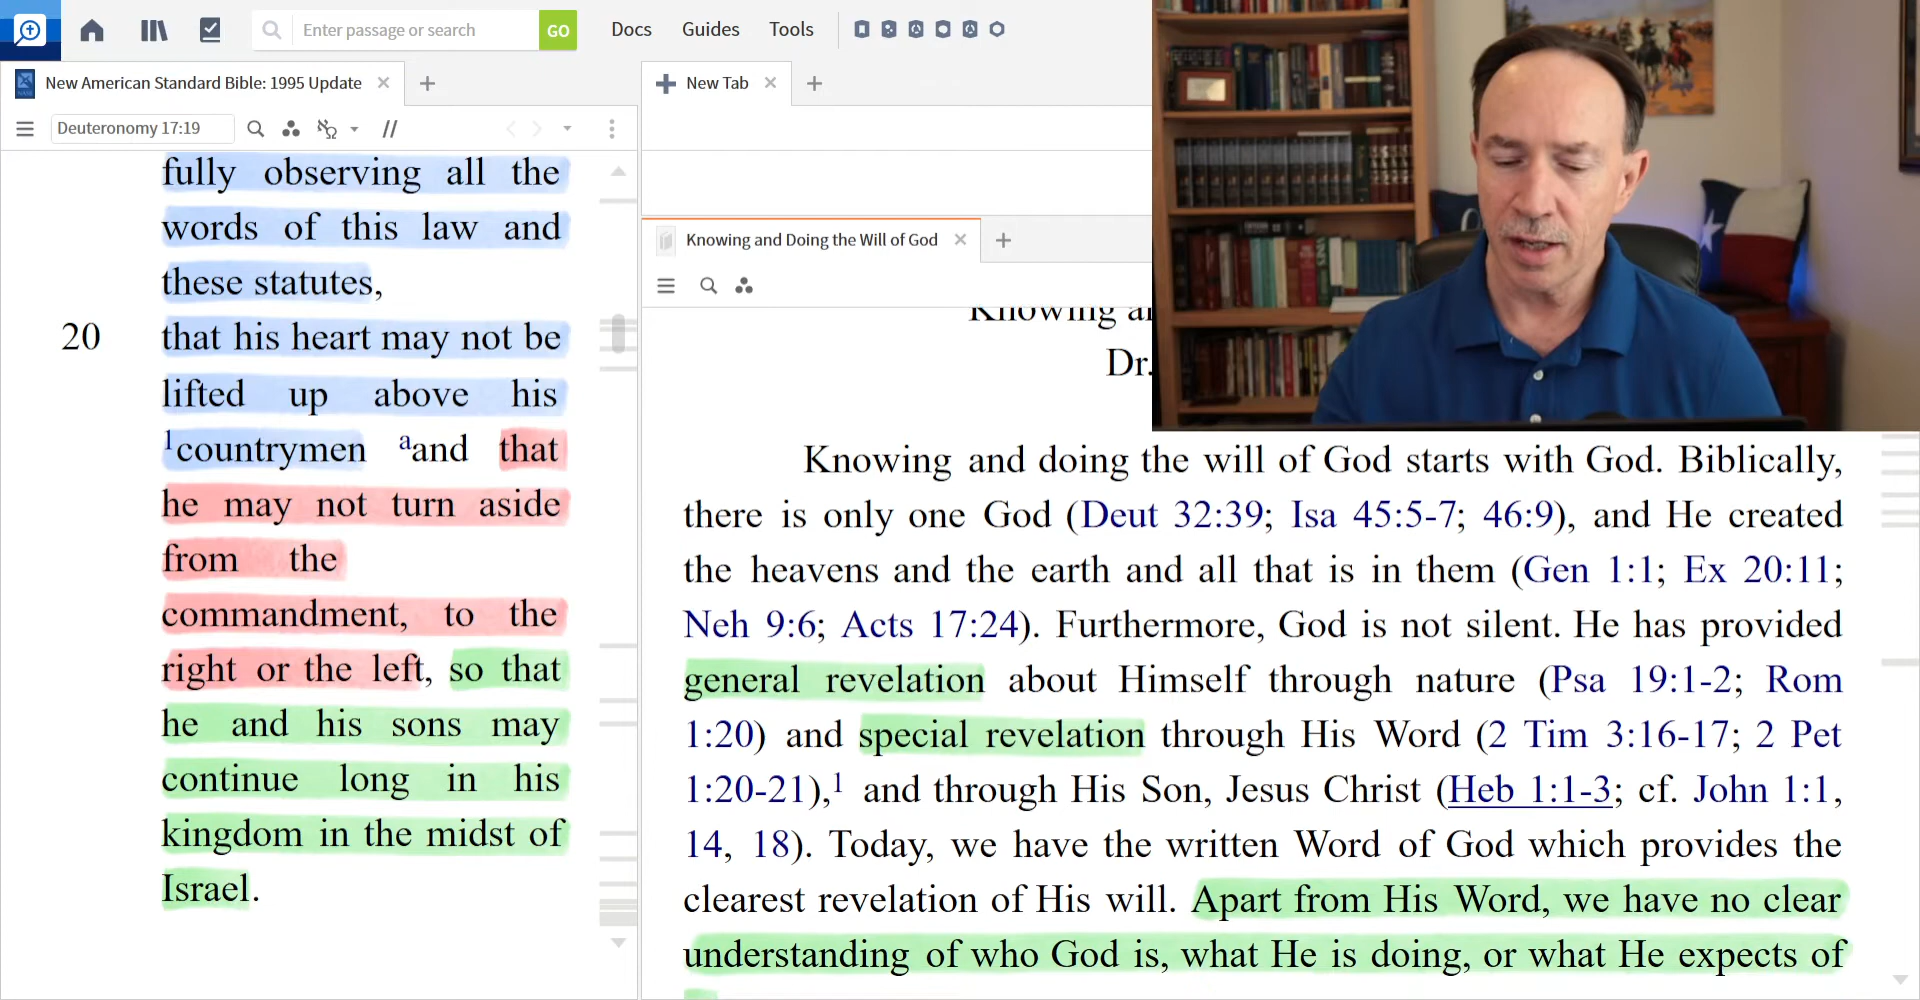 Enter passage or search
GO
Docs
Guides
Tools
New American Standard Bible: 1995 Update
New Tab
Deuteronomy 17:19
fully observing all the
words of this law and
these statutes,
20 that his heart may not be
lifted up above his
1countrymen aand that
he may not turn aside
from the
commandment, to the
right or the left, so that
he and his sons may
continue long in his
kingdom in the midst of
Israel.
Knowing and Doing the Will of God
Knowing
Dr.
Knowing and doing the will of God starts with God. Biblically,
there is only one God (Deut 32:39; Isa 45:5-7; 46:9), and He created
the heavens and the earth and all that is in them (Gen 1:1; Ex 20:11;
Neh 9:6; Acts 17:24). Furthermore, God is not silent. He has provided
general revelation about Himself through nature (Psa 19:1-2; Rom
1:20) and special revelation through His Word (2 Tim 3:16-17; 2 Pet
1:20-21),1 and through His Son, Jesus Christ (Heb 1:1-3; cf. John 1:1,
14, 18). Today, we have the written Word of God which provides the
clearest revelation of His will. Apart from His Word, we have no clear
understanding of who God is, what He is doing, or what He expects of